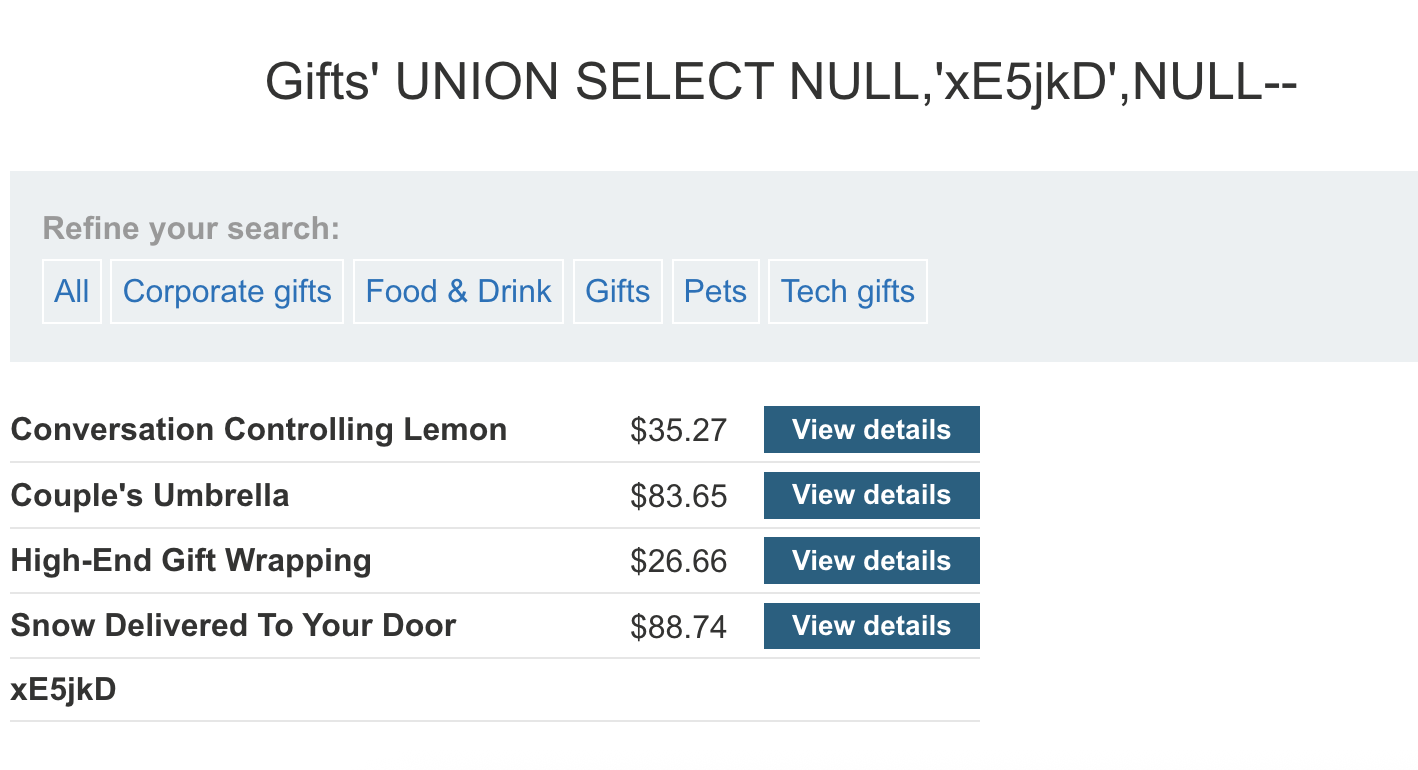 Gifts' UNION SELECT NULL,'xE5jkD',NULL--
Refine your search:
All Corporate gifts Food & Drink Gifts Pets Tech gifts
Conversation Controlling Lemon $35.27 View details
Couple's Umbrella $83.65 View details
High-End Gift Wrapping $26.66 View details
Snow Delivered To Your Door $88.74 View details
xE5jkD